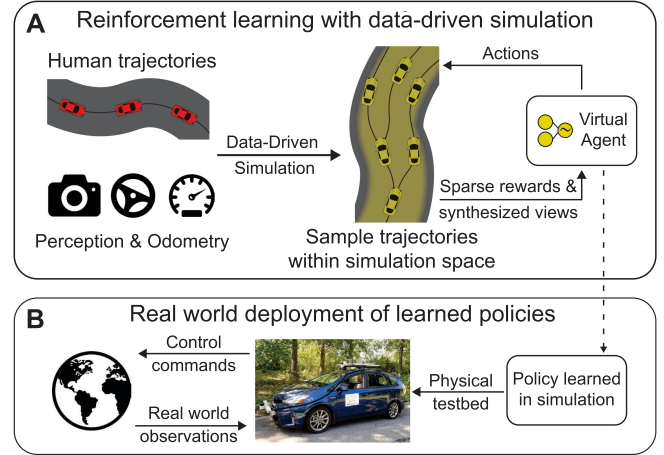 A
Reinforcement learning with data-driven simulation
Human trajectories
Data-Driven
Simulation
Perception & Odometry
Sample trajectories
within simulation space
Actions
Virtual
Agent
Sparse rewards &
synthesized views
B
Real world deployment of learned policies
Control
commands
Real world
observations
Physical
testbed
Policy learned
in simulation